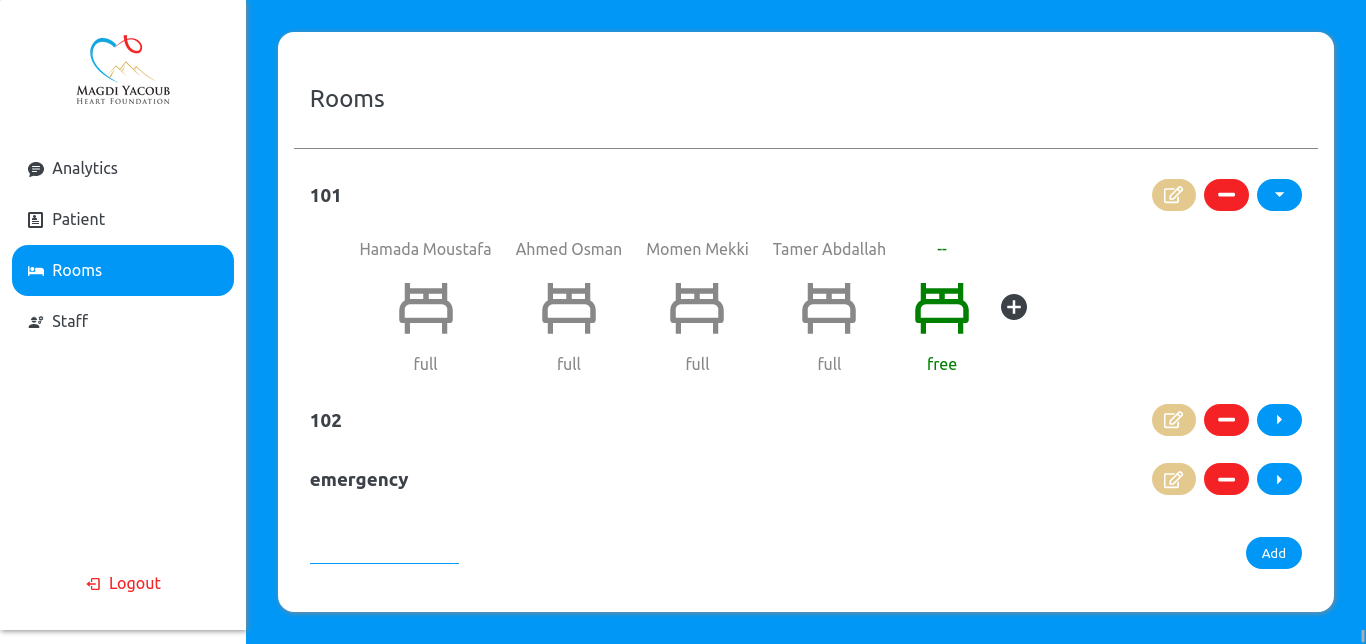 MAGDI YACOUB
HEART FOUNDATION
Analytics
Patient
Rooms
Staff
Logout
Rooms
101
Hamada Moustafa Ahmed Osman Momen Mekki Tamer Abdallah --
full full full full free
102
emergency
Add